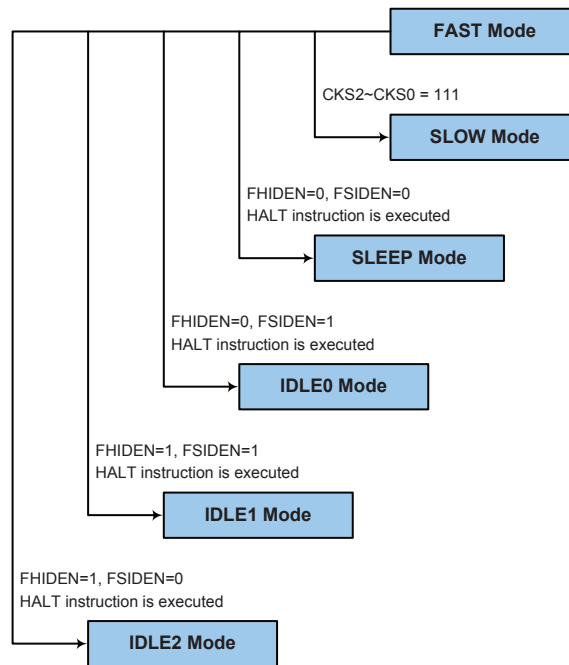 FAST Mode
CKS2~CKS0 = 111
SLOW Mode
FHIDEN=0, FSIDEN=0
HALT instruction is executed
SLEEP Mode
FHIDEN=0, FSIDEN=1
HALT instruction is executed
IDLE0 Mode
FHIDEN=1, FSIDEN=1
HALT instruction is executed
IDLE1 Mode
FHIDEN=1, FSIDEN=0
HALT instruction is executed
IDLE2 Mode